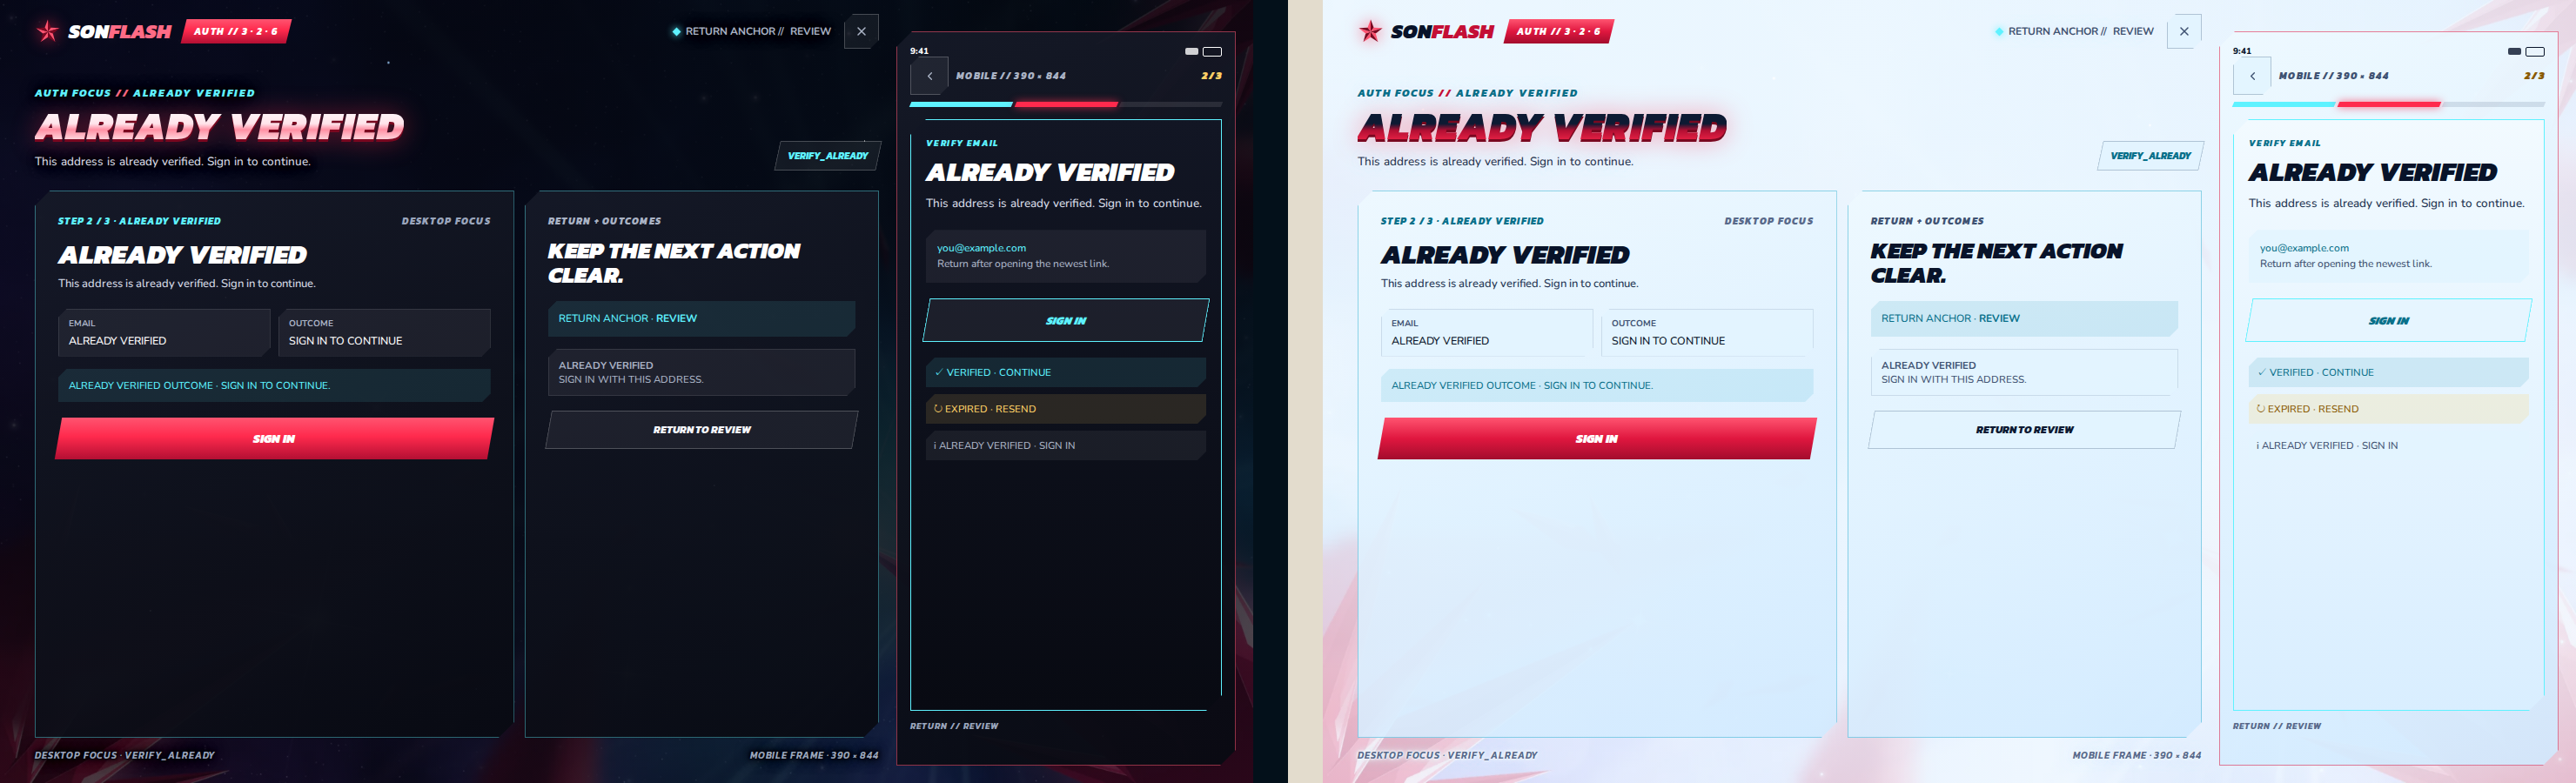 SONFLASH
AUTH // 3 · 2 · 6
RETURN ANCHOR // REVIEW
AUTH FOCUS // ALREADY VERIFIED
ALREADY VERIFIED
This address is already verified. Sign in to continue.
VERIFY_ALREADY
STEP 2 / 3 · ALREADY VERIFIED
DESKTOP FOCUS
ALREADY VERIFIED
This address is already verified. Sign in to continue.
EMAIL
ALREADY VERIFIED
OUTCOME
SIGN IN TO CONTINUE
ALREADY VERIFIED OUTCOME · SIGN IN TO CONTINUE.
SIGN IN
RETURN + OUTCOMES
KEEP THE NEXT ACTION
CLEAR.
RETURN ANCHOR · REVIEW
ALREADY VERIFIED
SIGN IN WITH THIS ADDRESS.
RETURN TO REVIEW
DESKTOP FOCUS · VERIFY_ALREADY
MOBILE FRAME · 390 × 844
9:41
MOBILE // 390 × 844
2/3
VERIFY EMAIL
ALREADY VERIFIED
This address is already verified. Sign in to continue.
you@example.com
Return after opening the newest link.
SIGN IN
✓ VERIFIED · CONTINUE
↻ EXPIRED · RESEND
i ALREADY VERIFIED · SIGN IN
RETURN // REVIEW
SONFLASH
AUTH // 3 · 2 · 6
RETURN ANCHOR // REVIEW
AUTH FOCUS // ALREADY VERIFIED
ALREADY VERIFIED
This address is already verified. Sign in to continue.
VERIFY_ALREADY
STEP 2 / 3 · ALREADY VERIFIED
DESKTOP FOCUS
ALREADY VERIFIED
This address is already verified. Sign in to continue.
EMAIL
ALREADY VERIFIED
OUTCOME
SIGN IN TO CONTINUE
ALREADY VERIFIED OUTCOME · SIGN IN TO CONTINUE.
SIGN IN
RETURN + OUTCOMES
KEEP THE NEXT ACTION
CLEAR.
RETURN ANCHOR · REVIEW
ALREADY VERIFIED
SIGN IN WITH THIS ADDRESS.
RETURN TO REVIEW
DESKTOP FOCUS · VERIFY_ALREADY
MOBILE FRAME · 390 × 844
9:41
MOBILE // 390 × 844
2/3
VERIFY EMAIL
ALREADY VERIFIED
This address is already verified. Sign in to continue.
you@example.com
Return after opening the newest link.
SIGN IN
✓ VERIFIED · CONTINUE
↻ EXPIRED · RESEND
i ALREADY VERIFIED · SIGN IN
RETURN // REVIEW